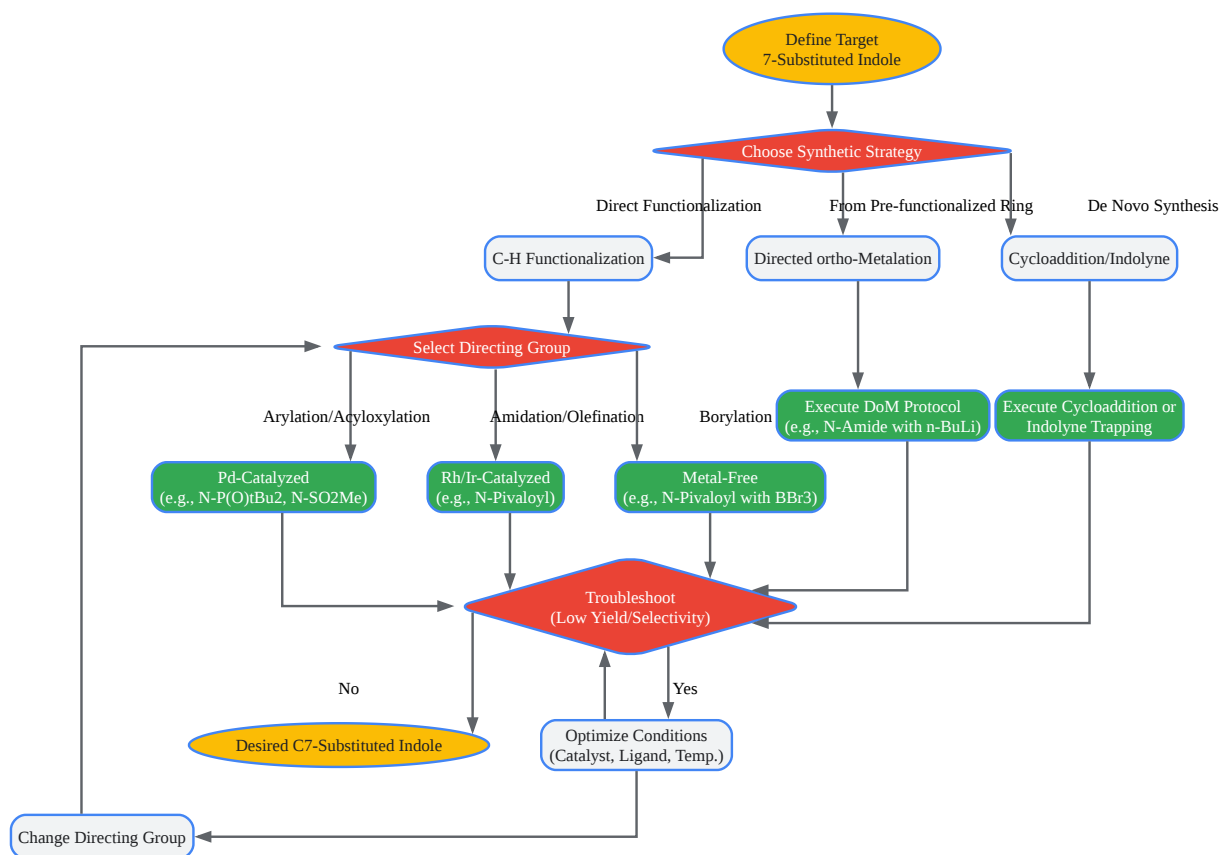 Define Target
7-Substituted Indole
Choose Synthetic Strategy
Direct Functionalization
From Pre-functionalized Ring
De Novo Synthesis
C-H Functionalization
Directed ortho-Metalation
Cycloaddition/Indolyne
Select Directing Group
Arylation/Acyloxylation
Amidation/Olefination
Borylation
Execute DoM Protocol
(e.g., N-Amide with n-BuLi)
Execute Cycloaddition or
Indolyne Trapping
Pd-Catalyzed
(e.g., N-P(O)tBu2, N-SO2Me)
Rh/Ir-Catalyzed
(e.g., N-Pivaloyl)
Metal-Free
(e.g., N-Pivaloyl with BBr3)
Troubleshoot
(Low Yield/Selectivity)
No
Yes
Desired C7-Substituted Indole
Optimize Conditions
(Catalyst, Ligand, Temp.)
Change Directing Group